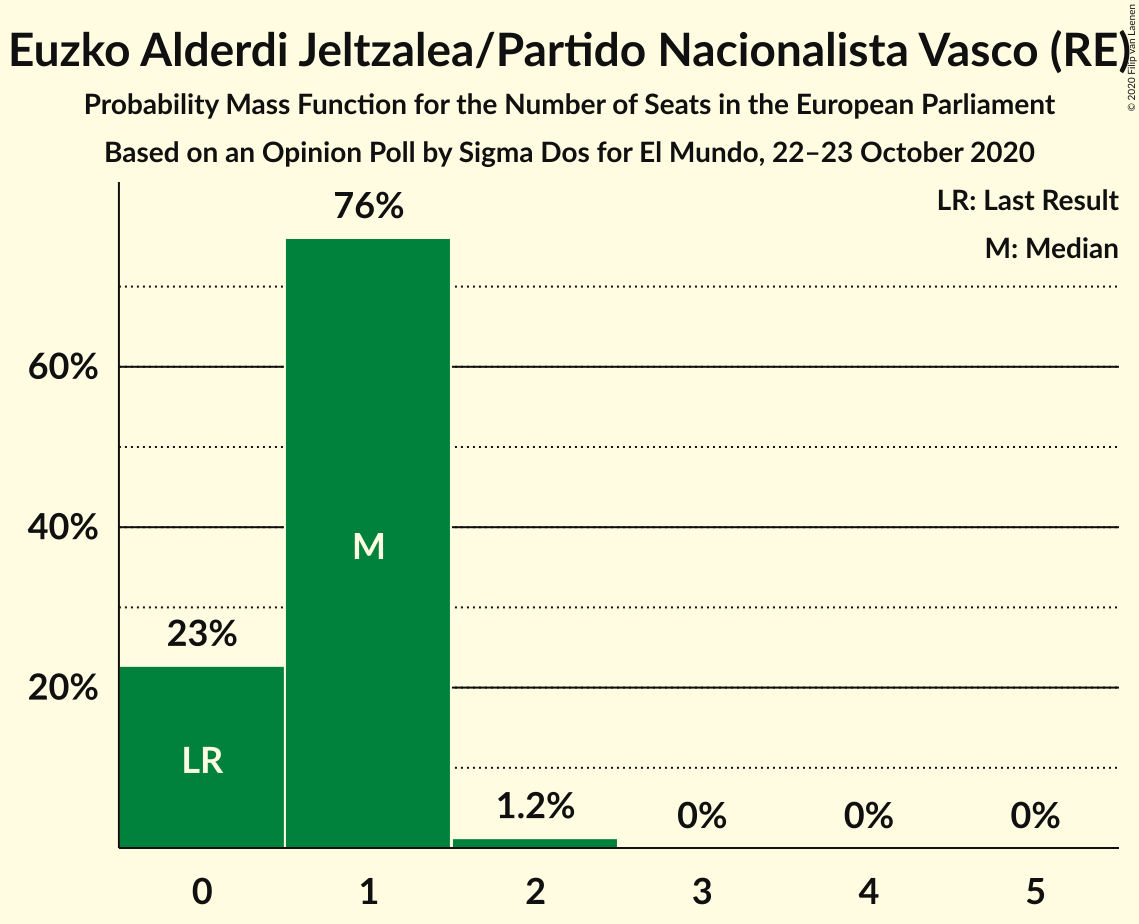 Euzko Alderdi Jeltzalea/Partido Nacionalista Vasco (RE)
© 2020 Filip van Laenen
Probability Mass Function for the Number of Seats in the European Parliament
Based on an Opinion Poll by Sigma Dos for El Mundo, 22–23 October 2020
LR: Last Result
M: Median
76%
60%
40%
M
23%
20%
LR
1.2%
0%
0%
0%
0
1
2
3
4
5